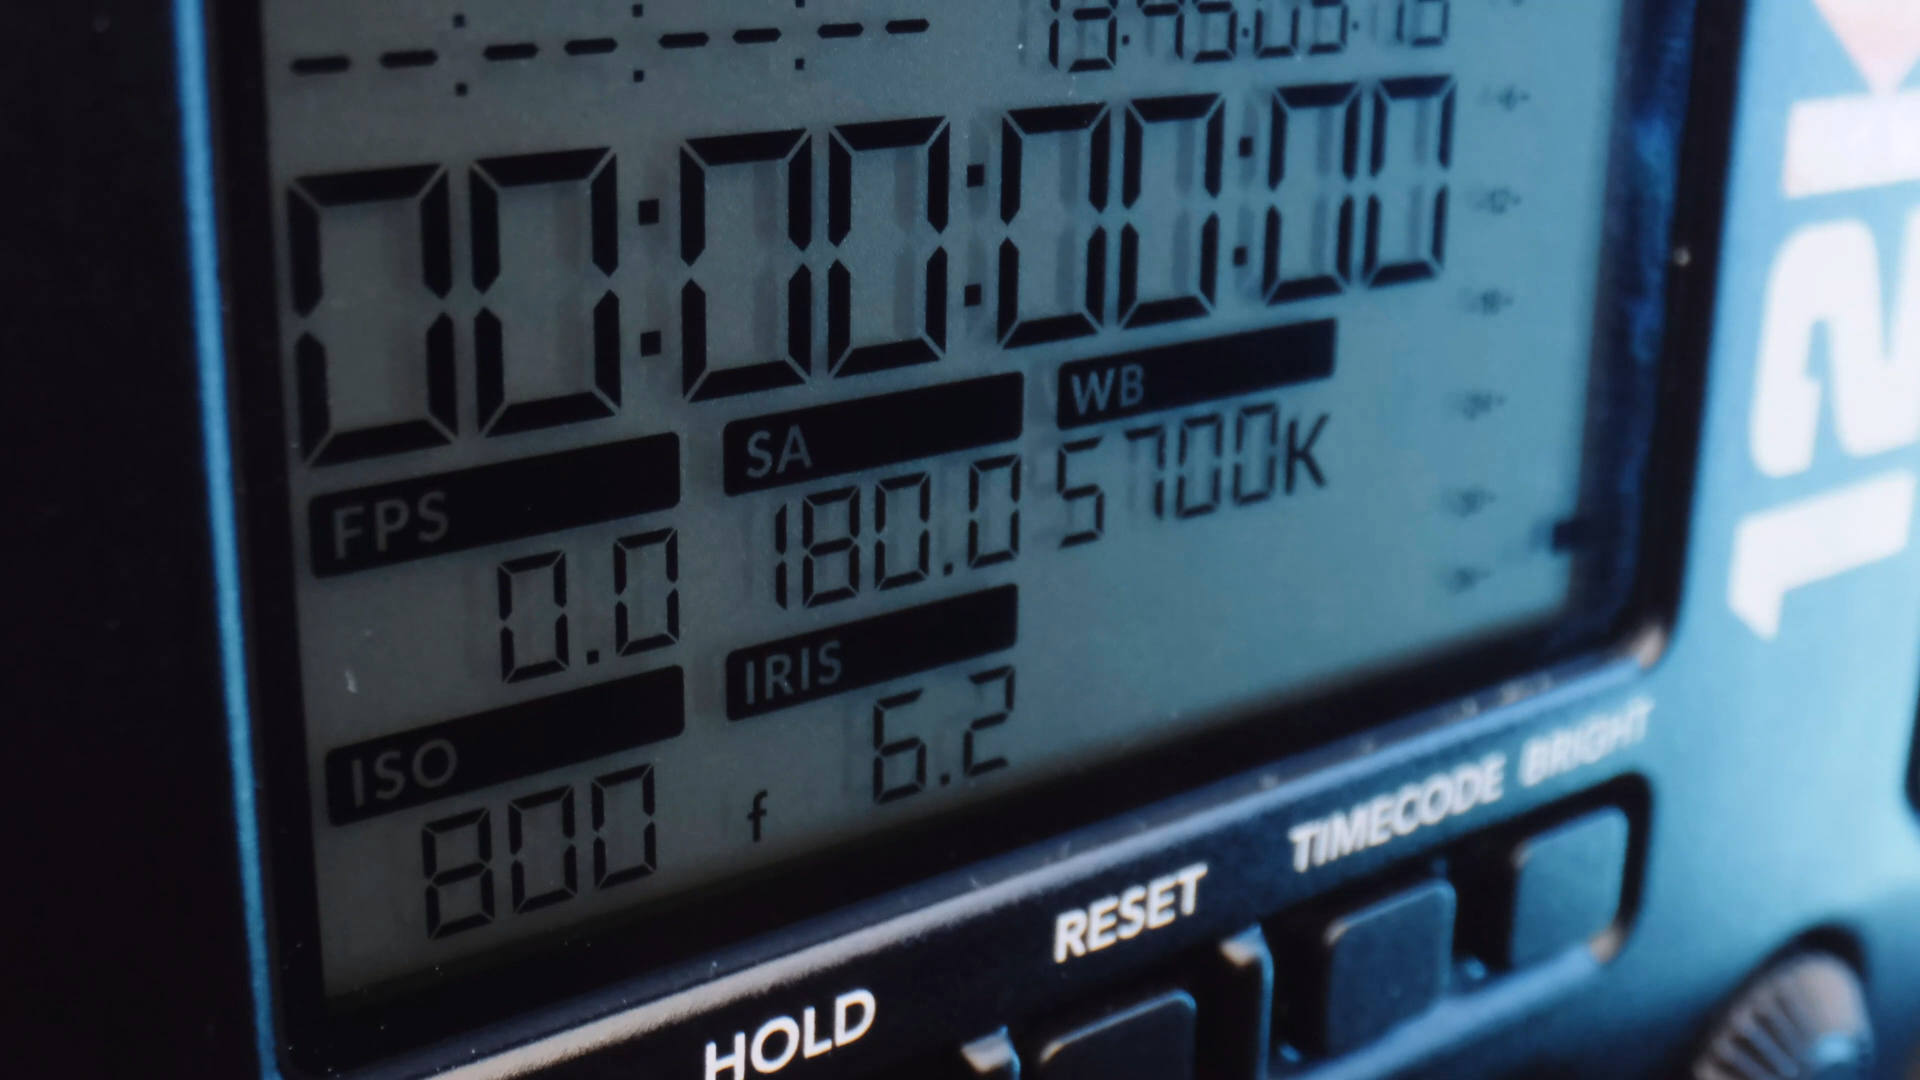 --:--:--:--
00:00:00:00
FPS SA WB
0.0 180.0 5700K
ISO IRIS
800 f 6.2
HOLD RESET TIMECODE BRIGHT
12K